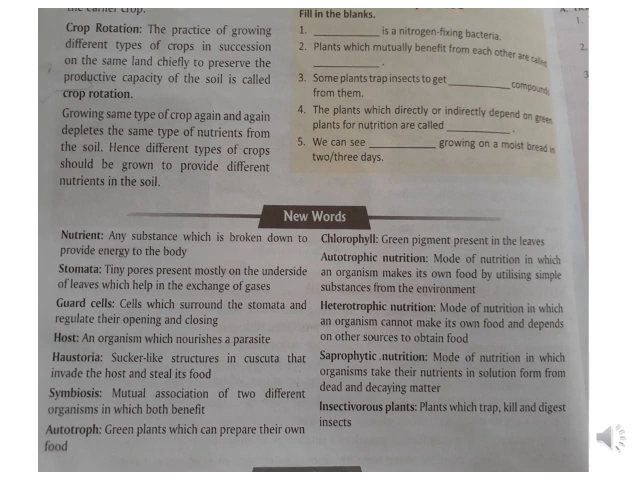 the earlier crop.
Crop Rotation: The practice of growing
different types of crops in succession
on the same land chiefly to preserve the
productive capacity of the soil is called
crop rotation.
Growing same type of crop again and again
depletes the same type of nutrients from
the soil. Hence different types of crops
should be grown to provide different
nutrients in the soil.
Fill in the blanks.
1. ____________ is a nitrogen-fixing bacteria.
2. Plants which mutually benefit from each other are called
____________ .
3. Some plants trap insects to get ____________ compounds
from them.
4. The plants which directly or indirectly depend on green
plants for nutrition are called ____________ .
5. We can see ____________ growing on a moist bread in
two/three days.
1.
2.
3
New Words
Nutrient: Any substance which is broken down to
provide energy to the body
Stomata: Tiny pores present mostly on the underside
of leaves which help in the exchange of gases
Guard cells: Cells which surround the stomata and
regulate their opening and closing
Host: An organism which nourishes a parasite
Haustoria: Sucker-like structures in cuscuta that
invade the host and steal its food
Symbiosis: Mutual association of two different
organisms in which both benefit
Autotroph: Green plants which can prepare their own
food
Chlorophyll: Green pigment present in the leaves
Autotrophic nutrition: Mode of nutrition in which
an organism makes its own food by utilising simple
substances from the environment
Heterotrophic nutrition: Mode of nutrition in which
an organism cannot make its own food and depends
on other sources to obtain food
Saprophytic .nutrition: Mode of nutrition in which
organisms take their nutrients in solution form from
dead and decaying matter
Insectivorous plants: Plants which trap, kill and digest
insects